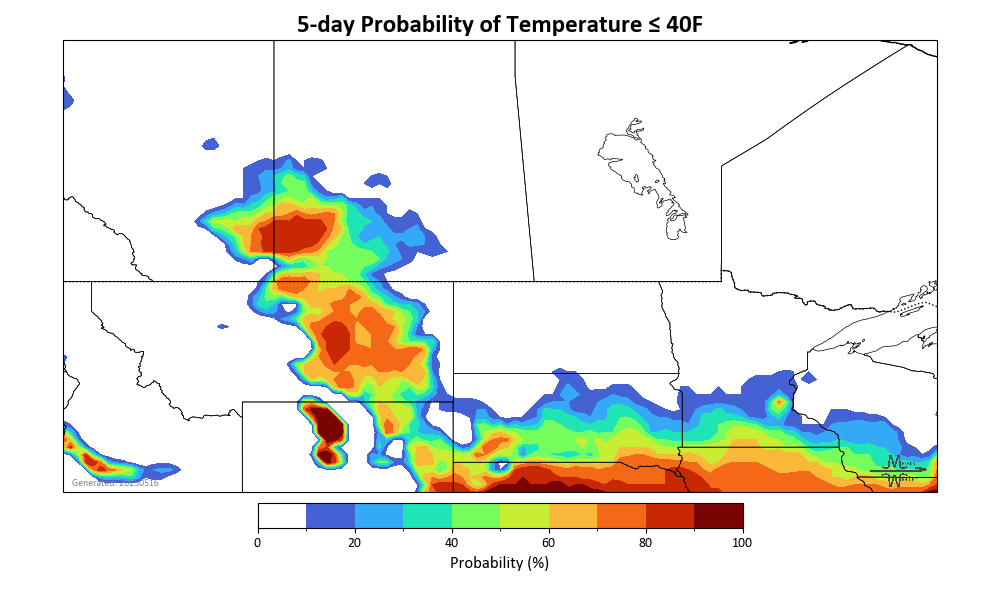 5-day Probability of Temperature ≤ 40F
Generated: 20250516
0 20 40 60 80 100
Probability (%)